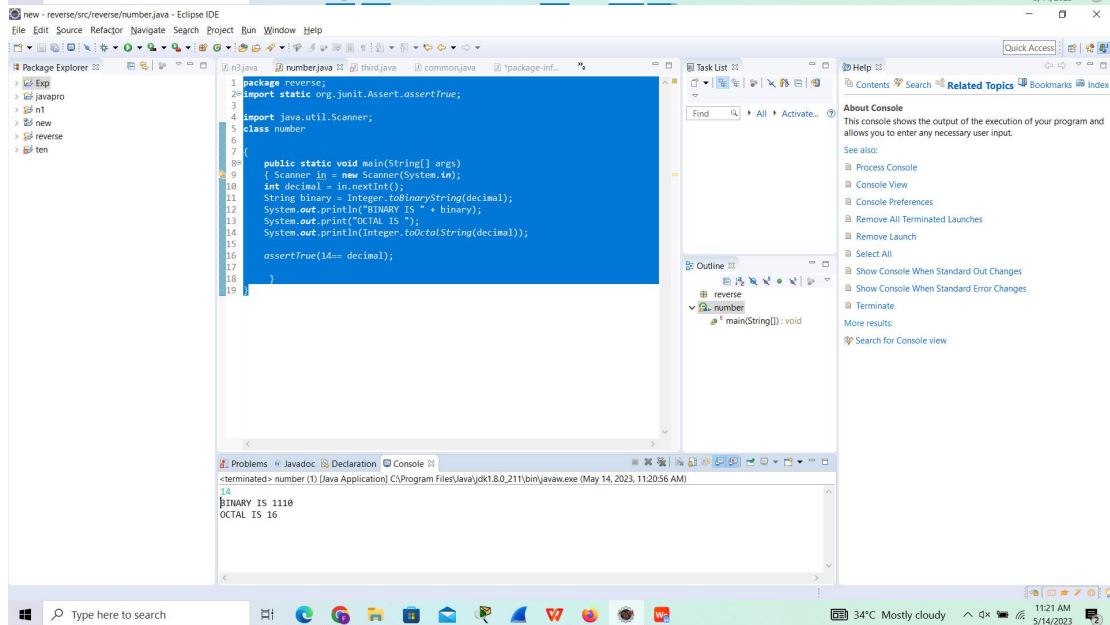 new - reverse/src/reverse/number.java - Eclipse IDE
File Edit Source Refactor Navigate Search Project Run Window Help
Quick Access
Package Explorer
Exp
javapro
n1
new
reverse
ten
n3.java number.java third.java common.java *package-inf...
1 package reverse;
2 import static org.junit.Assert.assertTrue;
3
4 import java.util.Scanner;
5 class number
6
7 {
8 public static void main(String[] args)
9 { Scanner in = new Scanner(System.in);
10 int decimal = in.nextInt();
11 String binary = Integer.toBinaryString(decimal);
12 System.out.println("BINARY IS " + binary);
13 System.out.print("OCTAL IS ");
14 System.out.println(Integer.toOctalString(decimal));
15
16 assertTrue(14== decimal);
17
18 }
19 }
Task List
Find All Activate...
Outline
reverse
number
main(String[]) : void
Help
Contents Search Related Topics Bookmarks Index
About Console
This console shows the output of the execution of your program and
allows you to enter any necessary user input.
See also:
Process Console
Console View
Console Preferences
Remove All Terminated Launches
Remove Launch
Select All
Show Console When Standard Out Changes
Show Console When Standard Error Changes
Terminate
More results:
Search for Console view
Problems Javadoc Declaration Console
<terminated> number (1) [Java Application] C:\Program Files\Java\jdk1.8.0_211\bin\javaw.exe (May 14, 2023, 11:20:56 AM)
14
BINARY IS 1110
OCTAL IS 16
Type here to search
34°C Mostly cloudy
11:21 AM
5/14/2023